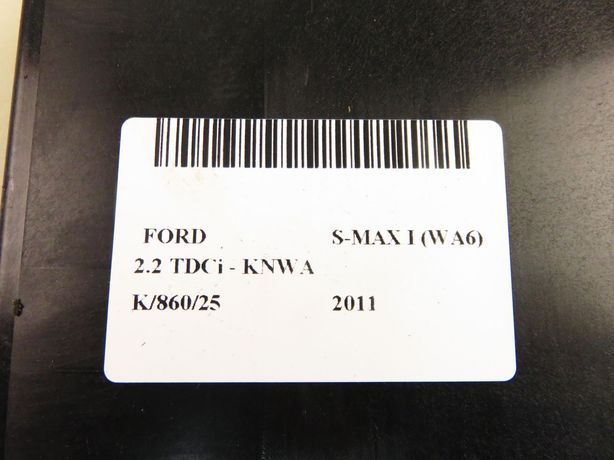 FORD S-MAX I (WA6)
2.2 TDCi - KNWA
K/860/25 2011